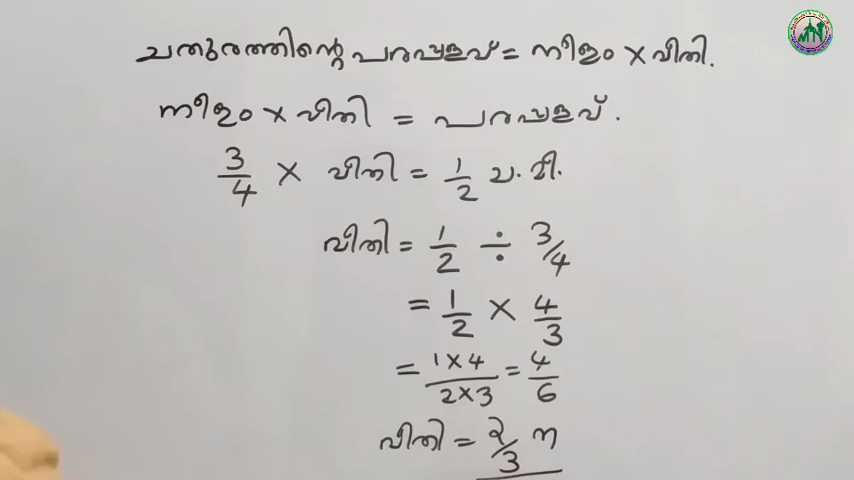 ചതുരത്തിന്റെ പരപ്പളവ് = നീളം × വീതി.
നീളം × വീതി = പരപ്പളവ്.
3/4 × വീതി = 1/2 ച. മീ.
വീതി = 1/2 ÷ 3/4
= 1/2 × 4/3
= 1×4/2×3 = 4/6
വീതി = 2/3 m